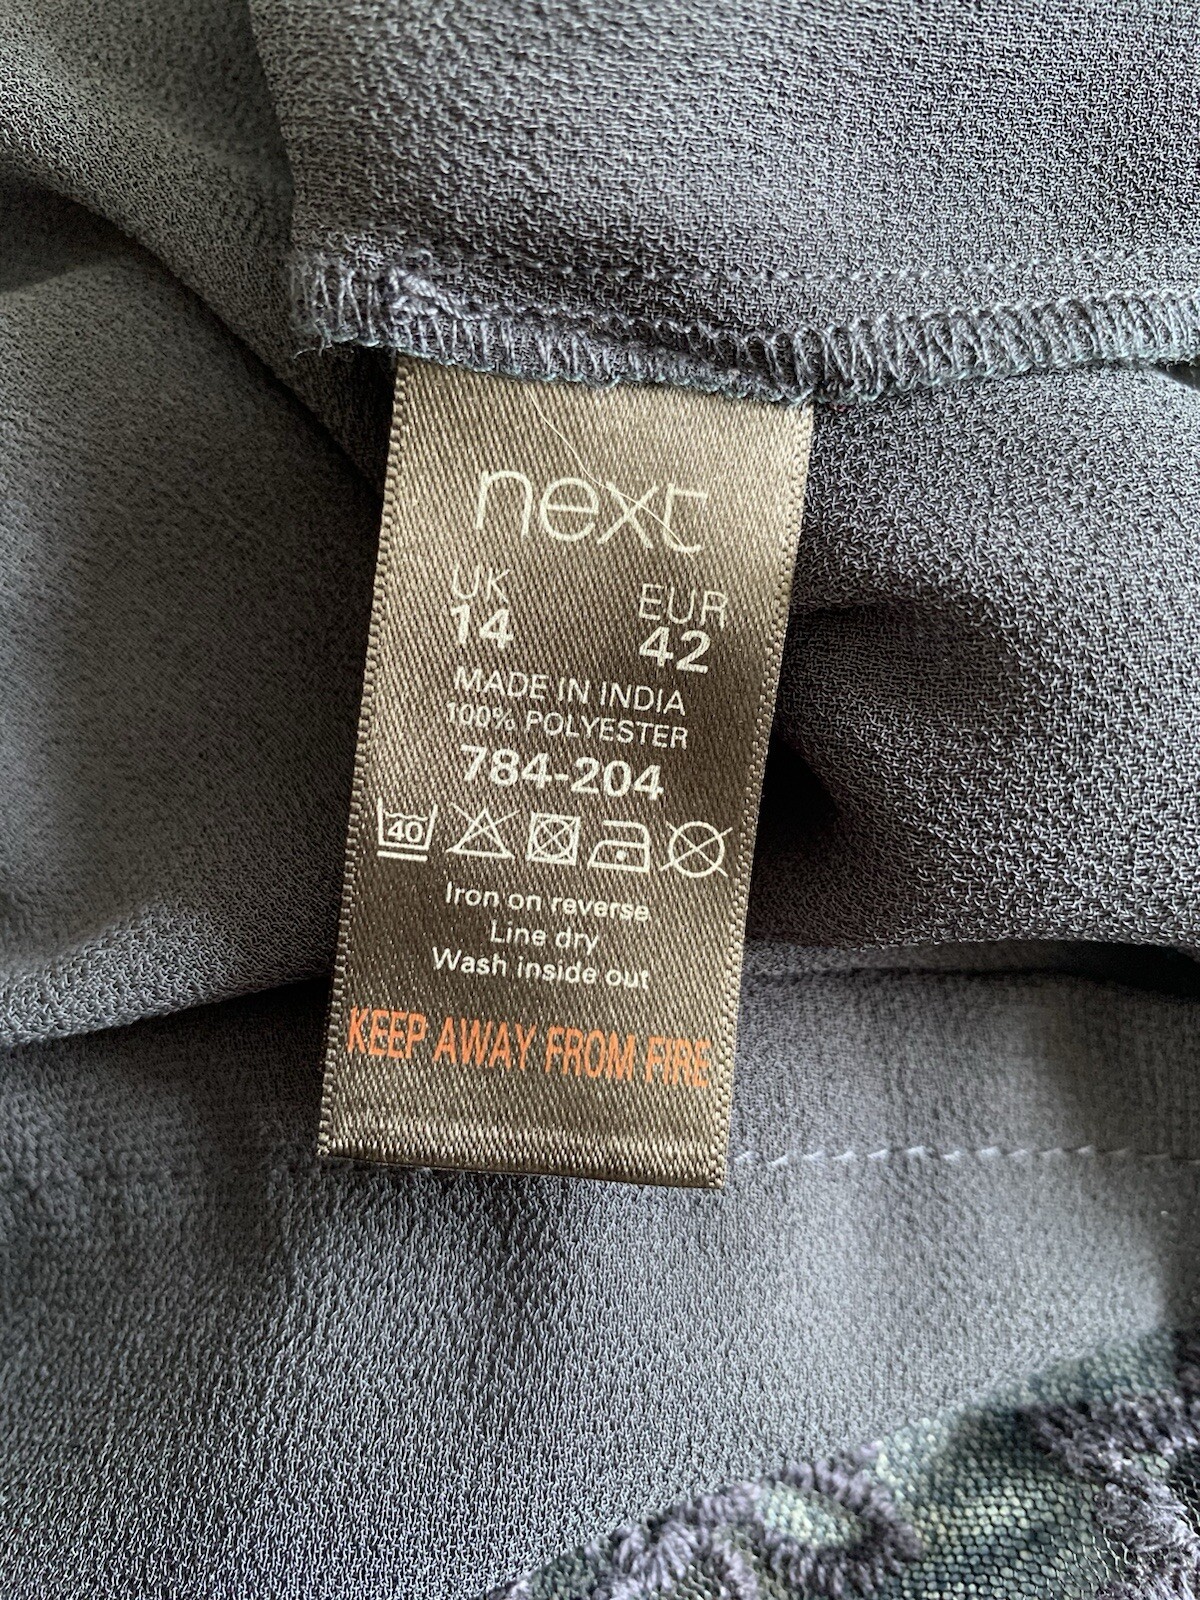 next
UK EUR
14 42
MADE IN INDIA
100% POLYESTER
784-204
40
Iron on reverse
Line dry
Wash inside out
KEEP AWAY FROM FIRE